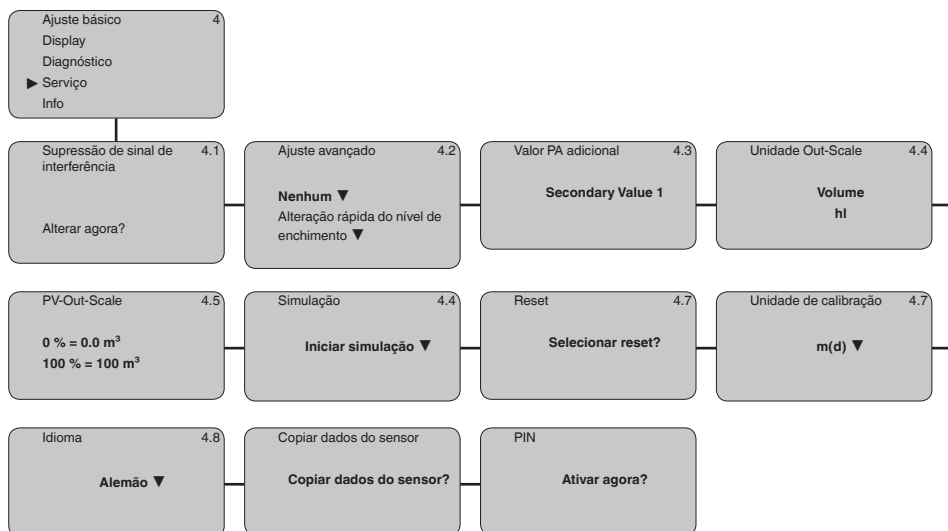 Ajuste básico 4
Display
Diagnóstico
▶ Serviço
Info
Supressão de sinal de 4.1
interferência
Alterar agora?
Ajuste avançado 4.2
Nenhum ▼
Alteração rápida do nível de
enchimento ▼
Valor PA adicional 4.3
Secondary Value 1
Unidade Out-Scale 4.4
Volume
hl
PV-Out-Scale 4.5
0 % = 0.0 m³
100 % = 100 m³
Simulação 4.4
Iniciar simulação ▼
Reset 4.7
Selecionar reset?
Unidade de calibração 4.7
m(d) ▼
Idioma 4.8
Alemão ▼
Copiar dados do sensor
Copiar dados do sensor?
PIN
Ativar agora?